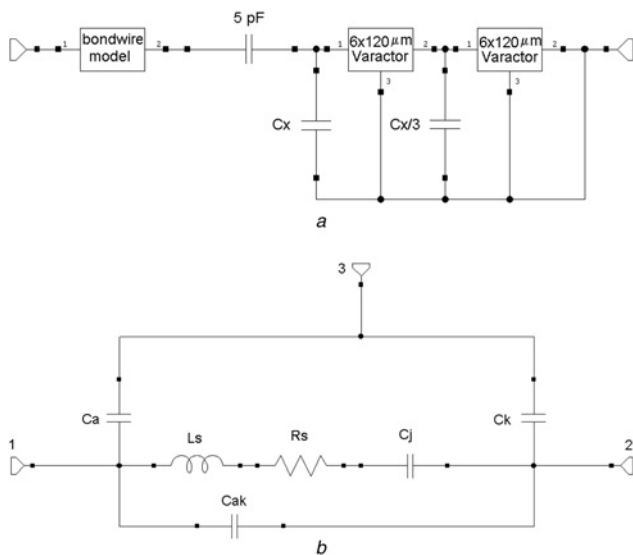 5 pF
1 bondwire model 2
1 6x120μm Varactor 2
1 6x120μm Varactor 2
3
3
Cx
Cx/3
a
3
Ca
Ck
Ls
Rs
Cj
1
2
Cak
b